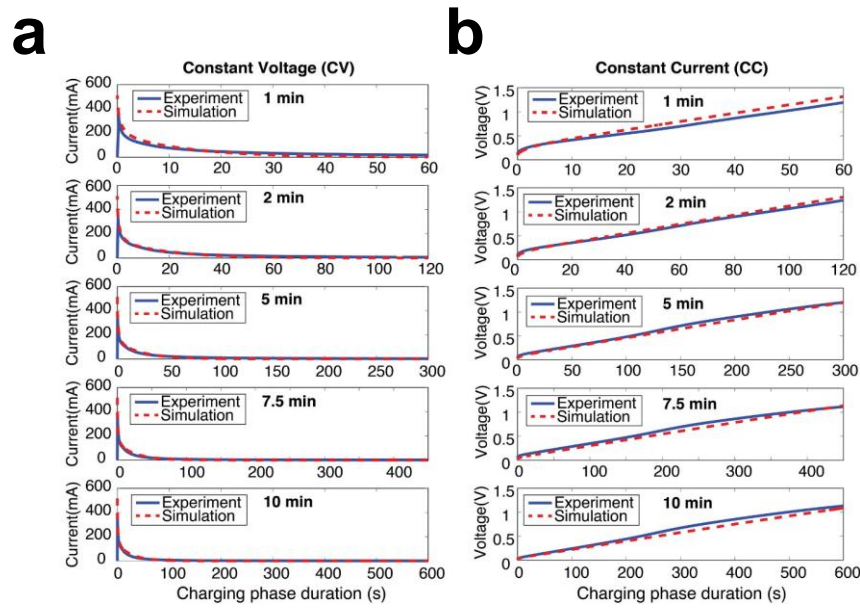 a
b
Constant Voltage (CV)
Constant Current (CC)
Current(mA)
600
400
200
0
Experiment
Simulation
1 min
0 10 20 30 40 50 60
Current(mA)
600
400
200
0
Experiment
Simulation
2 min
0 20 40 60 80 100 120
Current(mA)
600
400
200
0
Experiment
Simulation
5 min
0 50 100 150 200 250 300
Current(mA)
600
400
200
0
Experiment
Simulation
7.5 min
0 100 200 300 400
Current(mA)
600
400
200
0
Experiment
Simulation
10 min
0 100 200 300 400 500 600
Charging phase duration (s)
Voltage(V)
1.5
1
0.5
0
Experiment
Simulation
1 min
0 10 20 30 40 50 60
Voltage(V)
1.5
1
0.5
0
Experiment
Simulation
2 min
0 20 40 60 80 100 120
Voltage(V)
1.5
1
0.5
0
Experiment
Simulation
5 min
0 50 100 150 200 250 300
Voltage(V)
1.5
1
0.5
0
Experiment
Simulation
7.5 min
0 100 200 300 400
Voltage(V)
1.5
1
0.5
0
Experiment
Simulation
10 min
0 100 200 300 400 500 600
Charging phase duration (s)